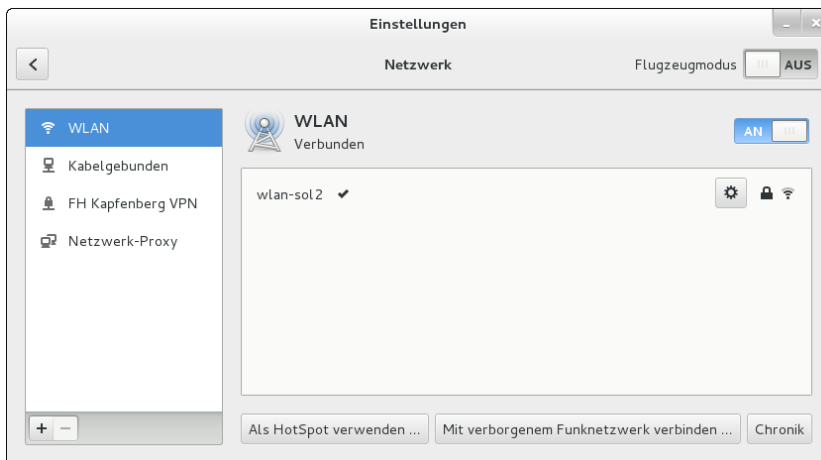 Einstellungen
Netzwerk
Flugzeugmodus AUS
WLAN
Kabelgebunden
FH Kapfenberg VPN
Netzwerk-Proxy
WLAN
Verbunden
AN
wlan-sol2
Als HotSpot verwenden ...
Mit verborgenem Funknetzwerk verbinden ...
Chronik